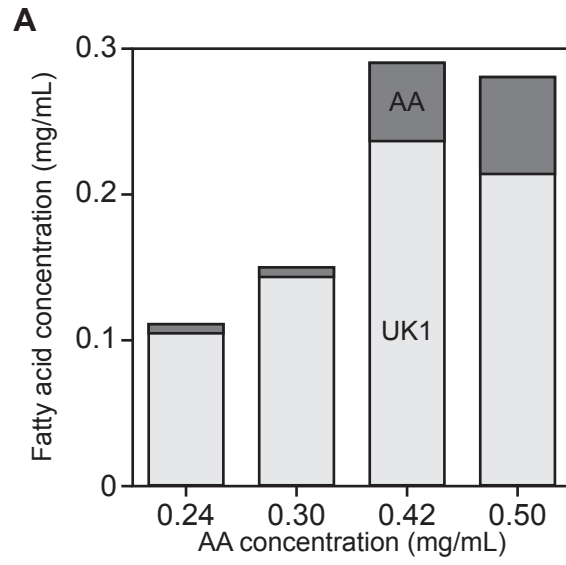 A
Fatty acid concentration (mg/mL)
0.3
0.2
0.1
0
AA
UK1
0.24 0.30 0.42 0.50
AA concentration (mg/mL)